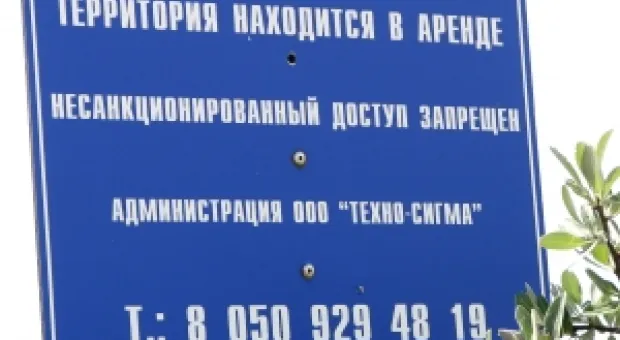 ТЕРРИТОРИЯ НАХОДИТСЯ В АРЕНДЕ
НЕСАНКЦИОНИРОВАННЫЙ ДОСТУП ЗАПРЕЩЕН
АДМИНИСТРАЦИЯ ООО "ТЕХНО-СИГМА"
Т.: 8 050 929 48 19